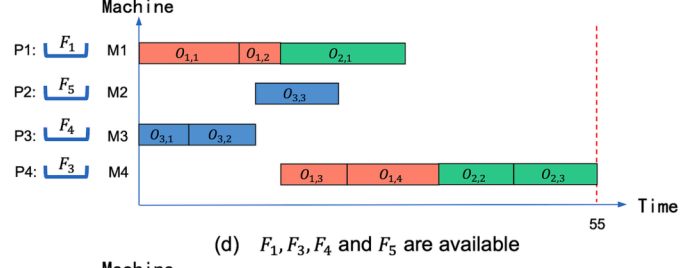 Machine
P1: F₁ M1 O₁,₁ O₁,₂ O₂,₁
P2: F₅ M2 O₃,₃
P3: F₄ M3 O₃,₁ O₃,₂
P4: F₃ M4 O₁,₃ O₁,₄ O₂,₂ O₂,₃
Time
55
(d) F₁, F₃, F₄ and F₅ are available
Machine